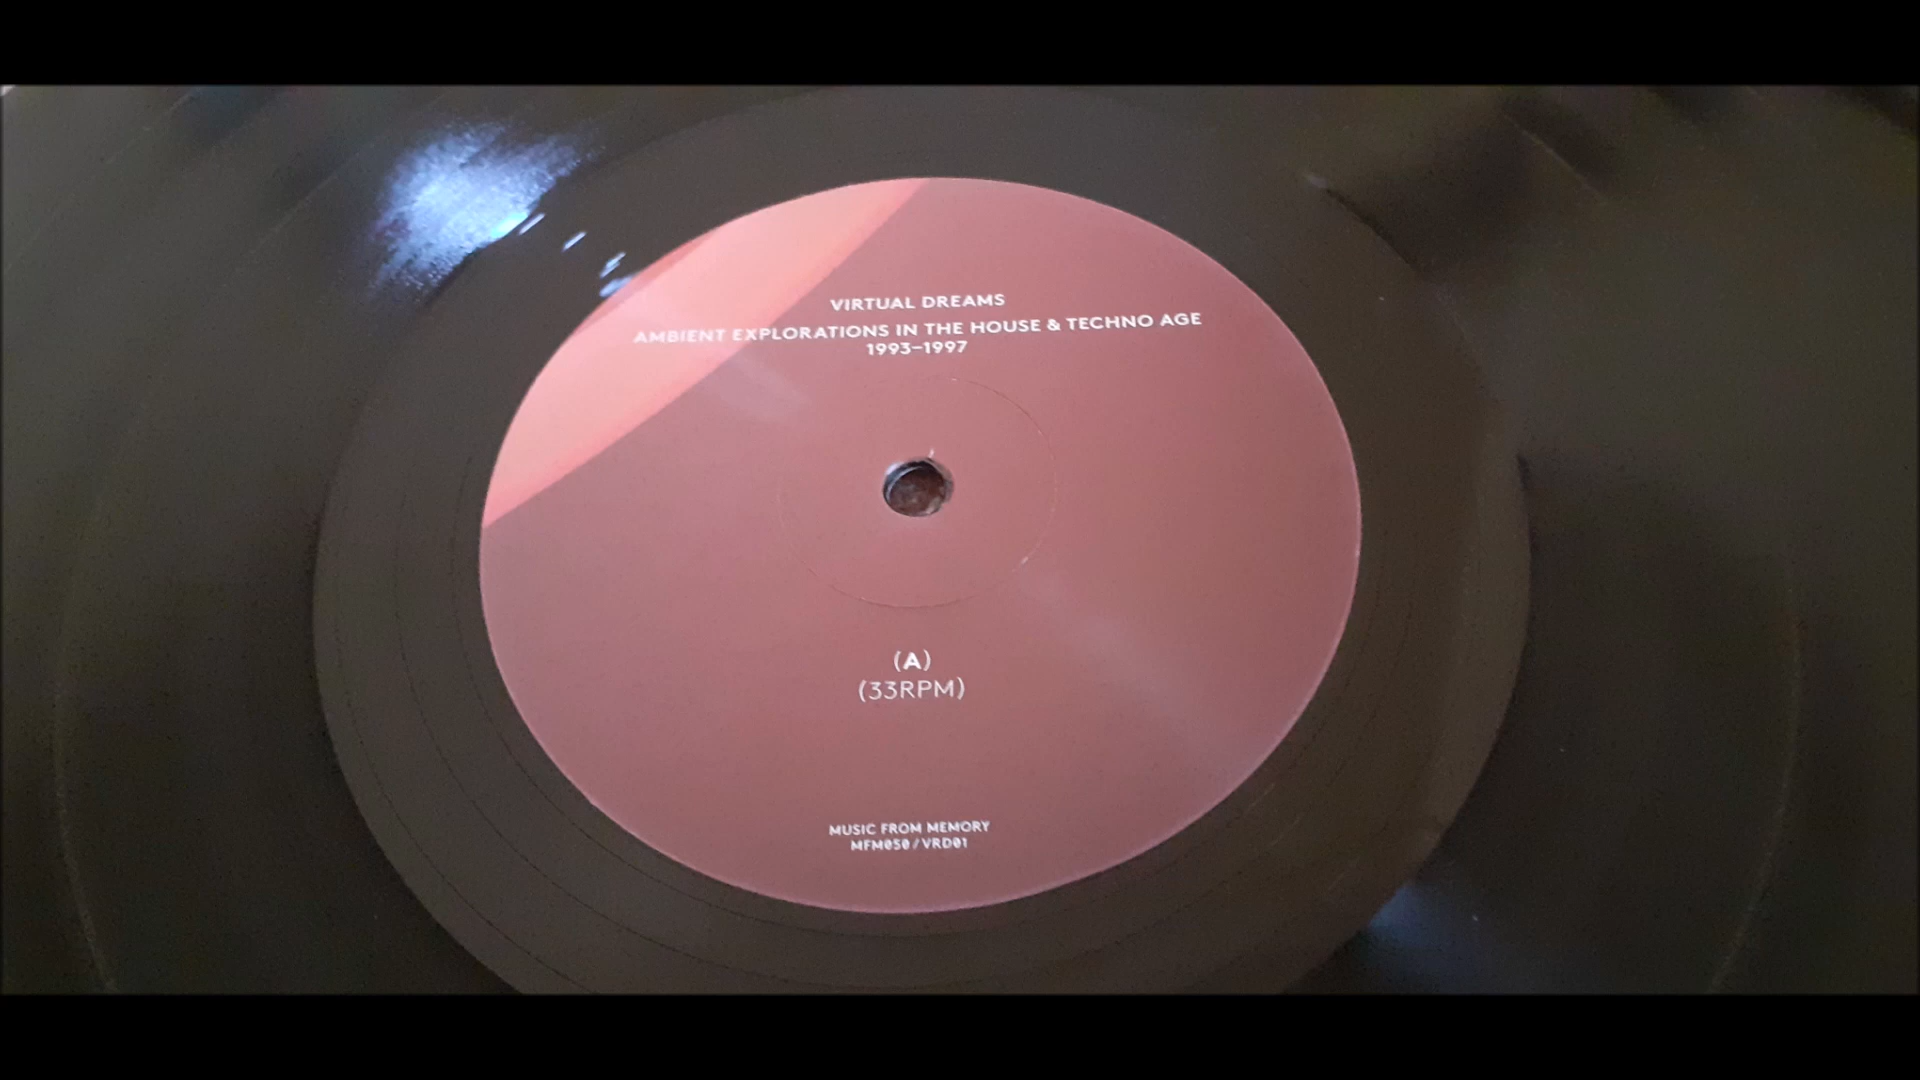 VIRTUAL DREAMS
AMBIENT EXPLORATIONS IN THE HOUSE & TECHNO AGE
1993–1997
(A)
(33RPM)
MUSIC FROM MEMORY
MFM050/VRD01